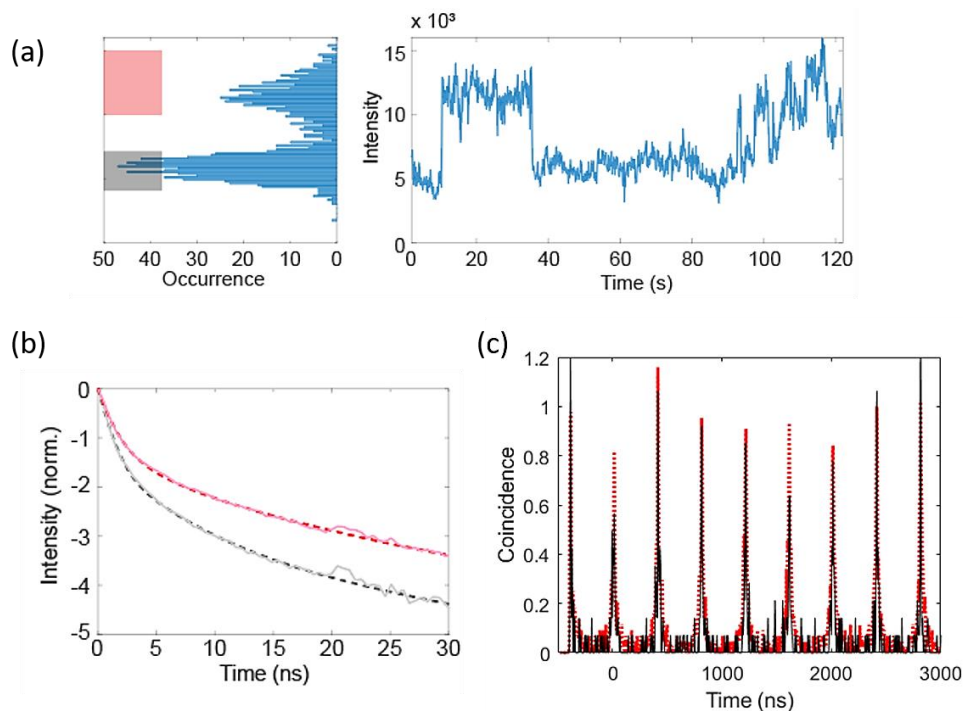 (a)
x 10³
15
10
5
0
Intensity
50 40 30 20 10 0
Occurrence
0 20 40 60 80 100 120
Time (s)
(b)
0
-1
-2
-3
-4
-5
Intensity (norm.)
0 5 10 15 20 25 30
Time (ns)
(c)
1.2
1
0.8
0.6
0.4
0.2
0
Coincidence
0 1000 2000 3000
Time (ns)